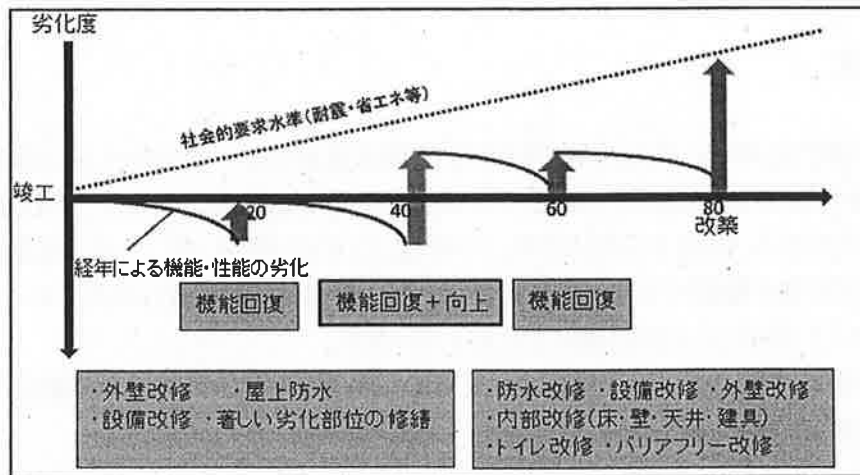 劣化度
社会的要求水準(耐震・省エネ等)
竣工
20
40
60
80
改築
経年による機能・性能の劣化
機能回復
機能回復+向上
機能回復
・外壁改修 ・屋上防水
・設備改修 ・著しい劣化部位の修繕
・防水改修 ・設備改修 ・外壁改修
・内部改修(床・壁・天井・建具)
・トイレ改修 ・バリアフリー改修